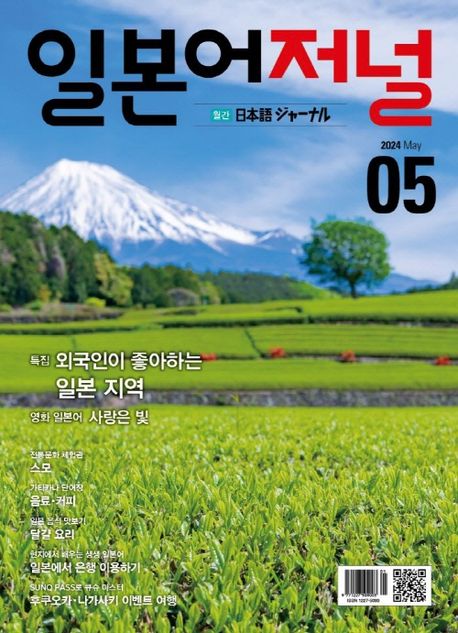 일본어저널
월간 日本語 ジャーナル
2024 May
05
특집 외국인이 좋아하는
일본 지역
영화 일본어 사랑은 빛
전통문화 체험관
스모
가타카나 단어장
음료·커피
일본 음식 맛보기
달걀 요리
현지에서 배우는 생생 일본어
일본에서 은행 이용하기
SUNQ PASS로 큐슈 마스터
후쿠오카·나가사키 이벤트 여행